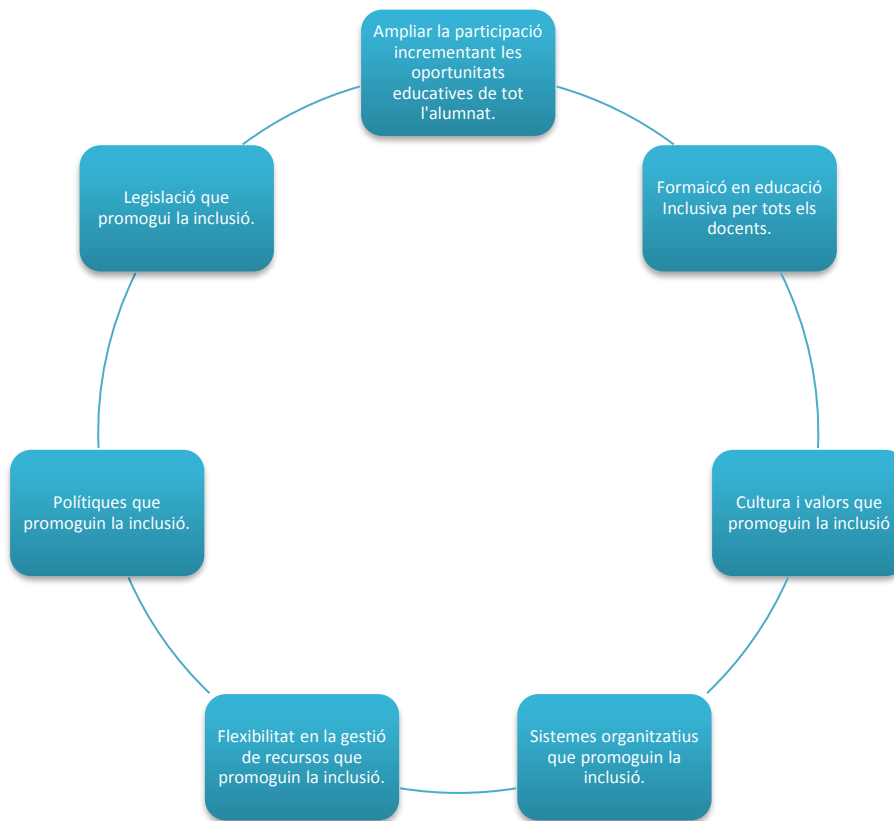 Ampliar la participació
incrementant les
oportunitats
educatives de tot
l'alumnat.
Formaicó en educació
Inclusiva per tots els
docents.
Cultura i valors que
promoguin la inclusió
Sistemes organitzatius
que promoguin la
inclusió.
Flexibilitat en la gestió
de recursos que
promoguin la inclusió.
Polítiques que
promoguin la inclusió.
Legislació que
promogui la inclusió.